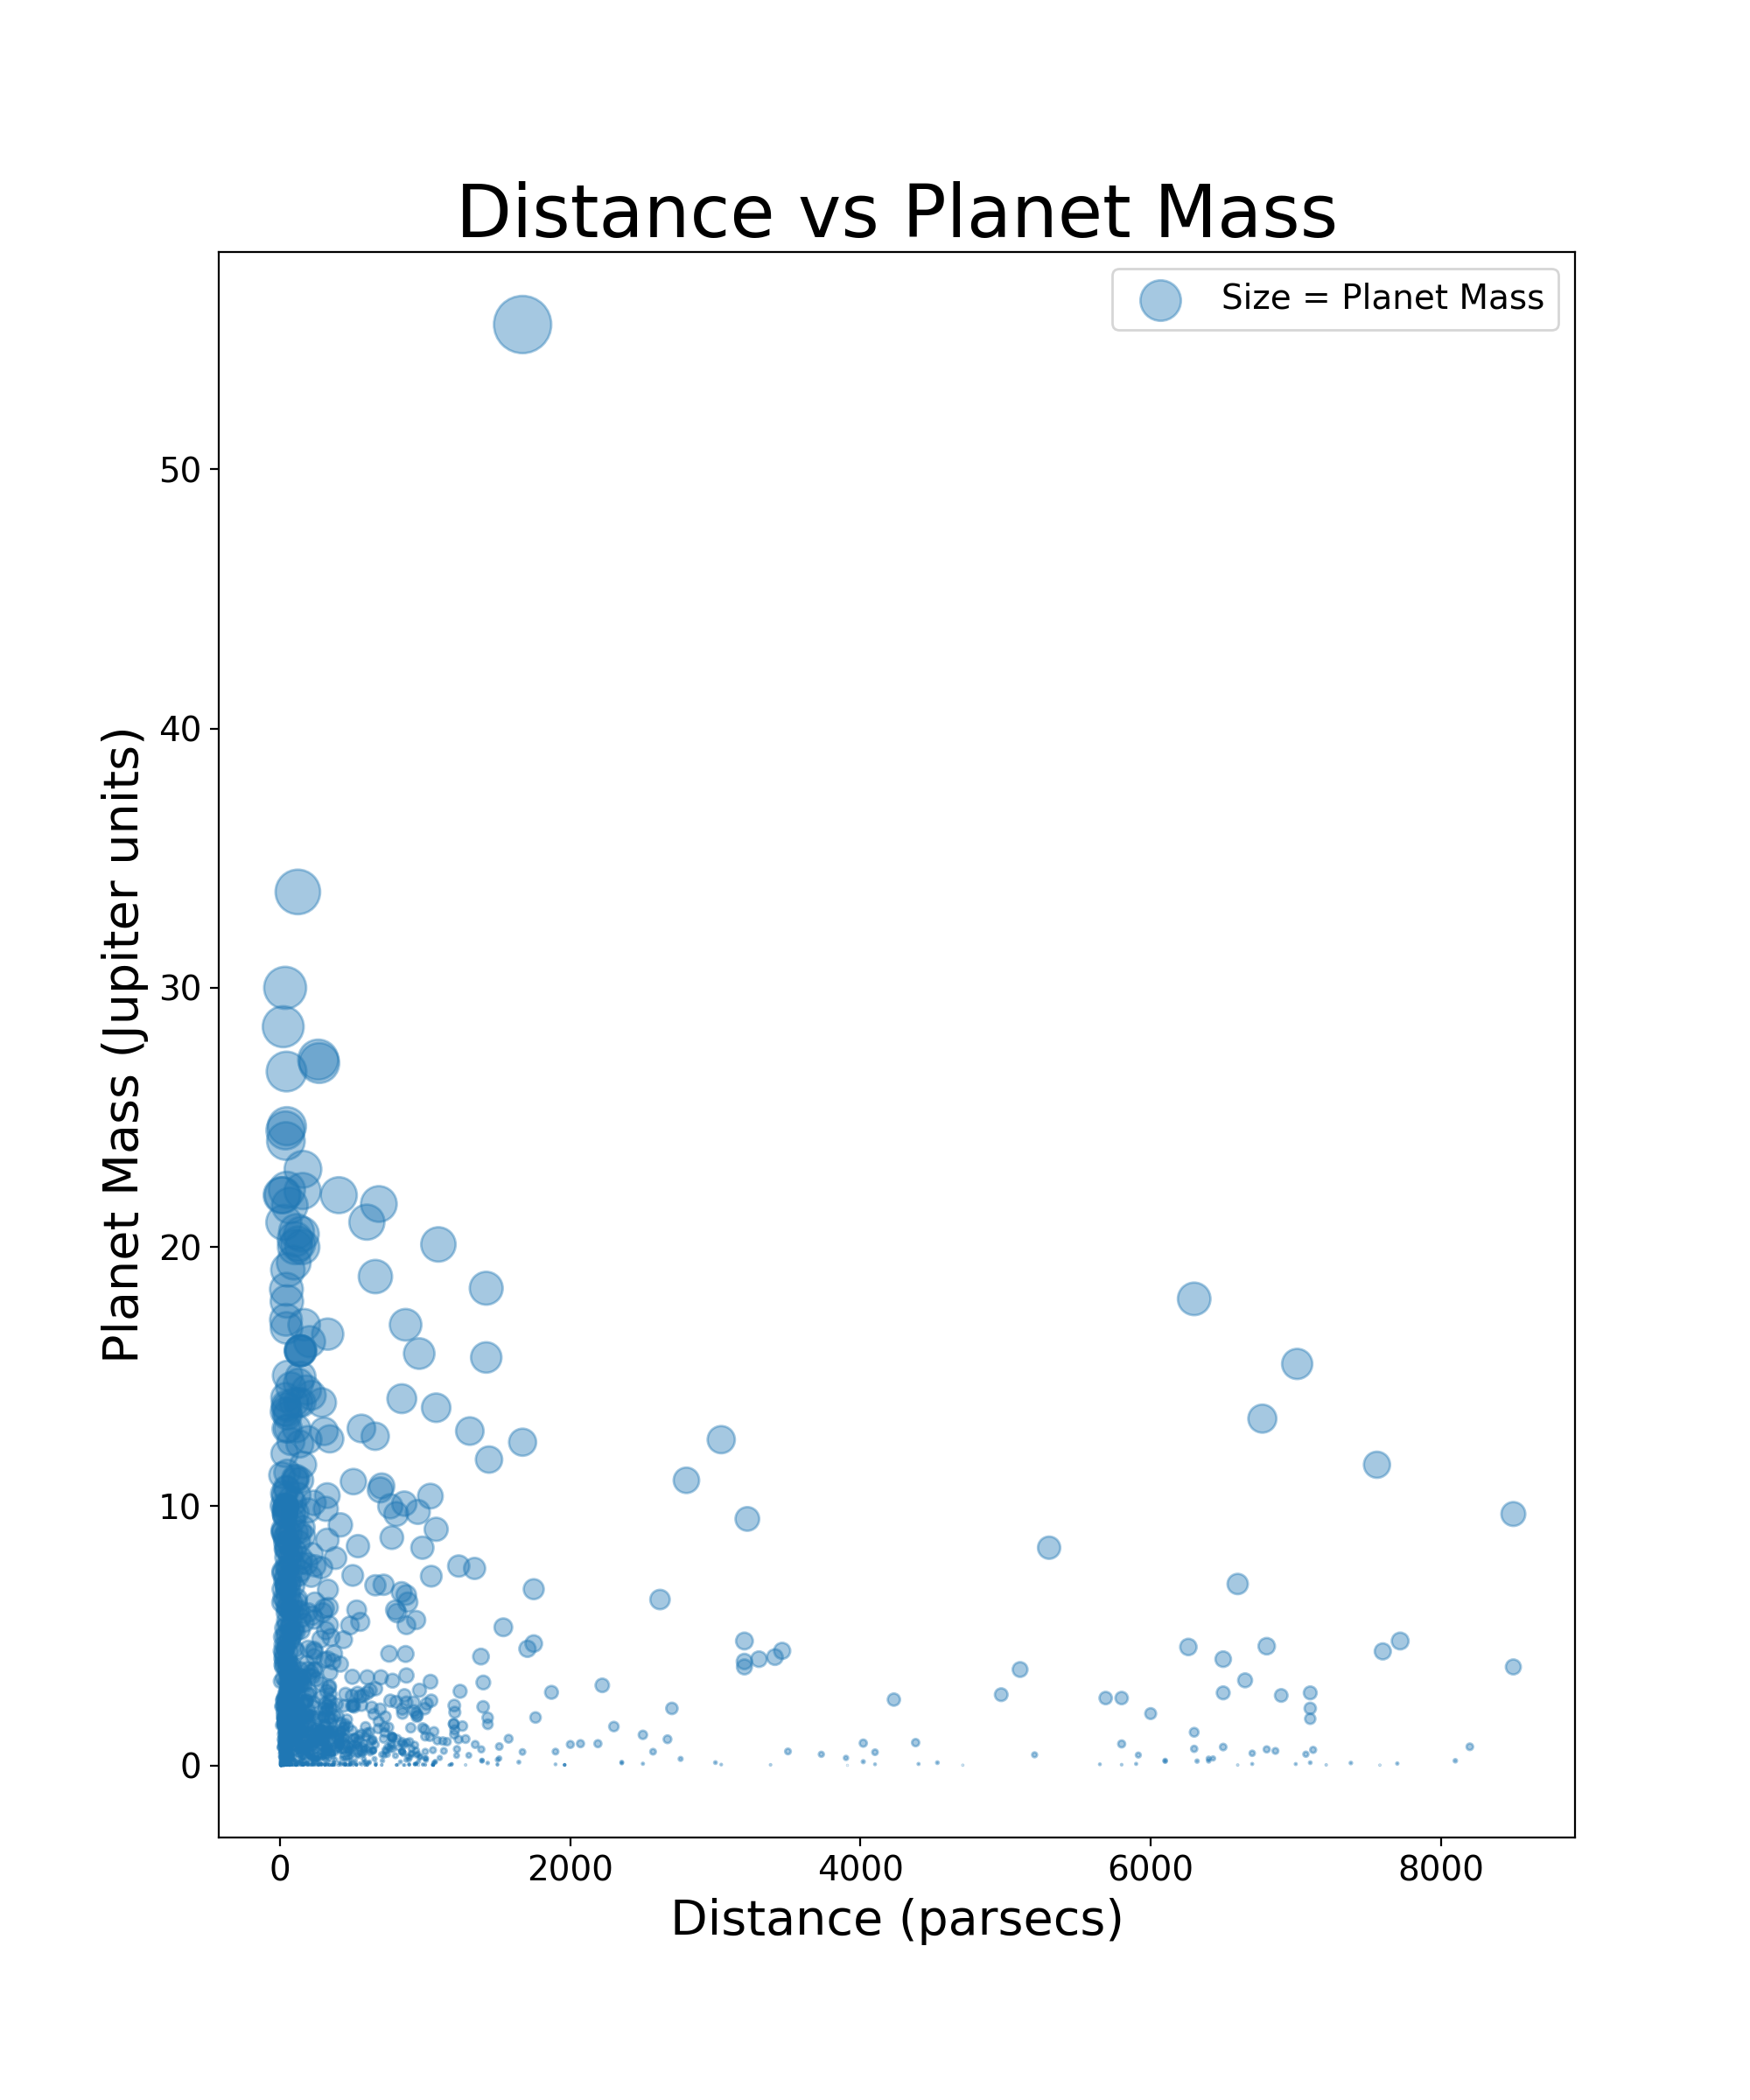 Distance vs Planet Mass
Size = Planet Mass
50
40
30
20
10
0
Planet Mass (Jupiter units)
0 2000 4000 6000 8000
Distance (parsecs)